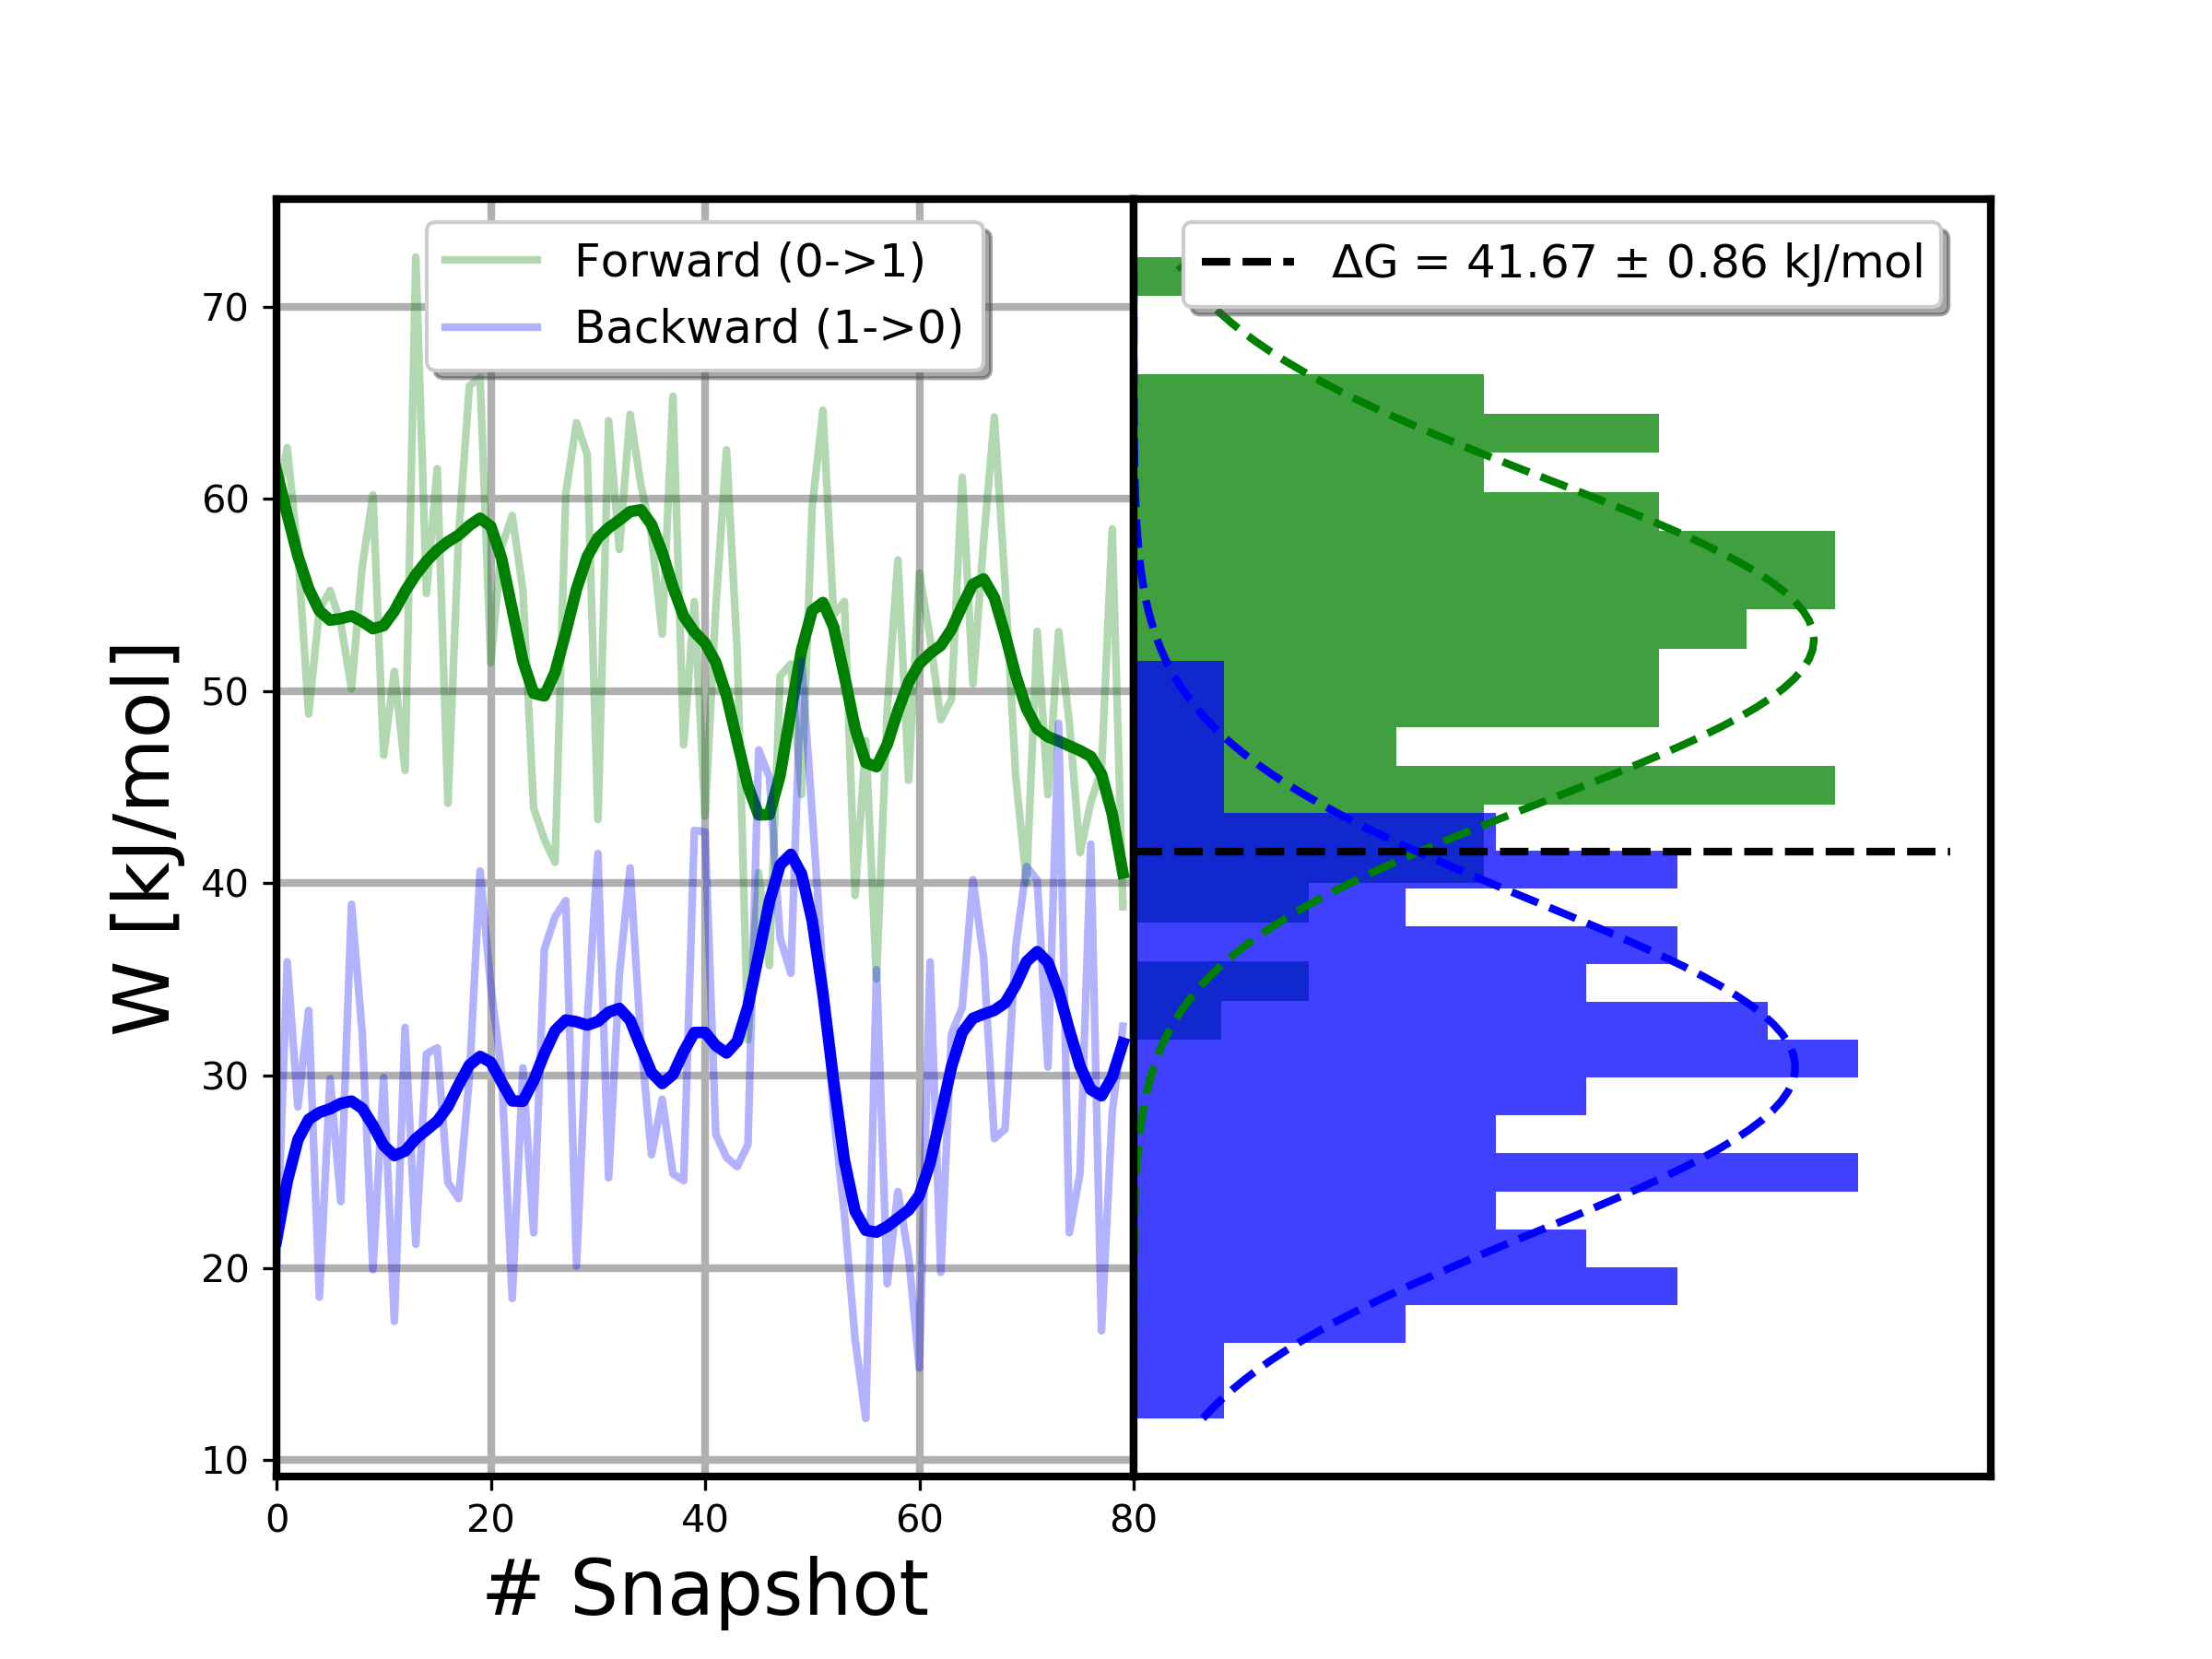 Forward (0->1)
Backward (1->0)
ΔG = 41.67 ± 0.86 kJ/mol
W [kJ/mol]
70
60
50
40
30
20
10
0 20 40 60 80
# Snapshot